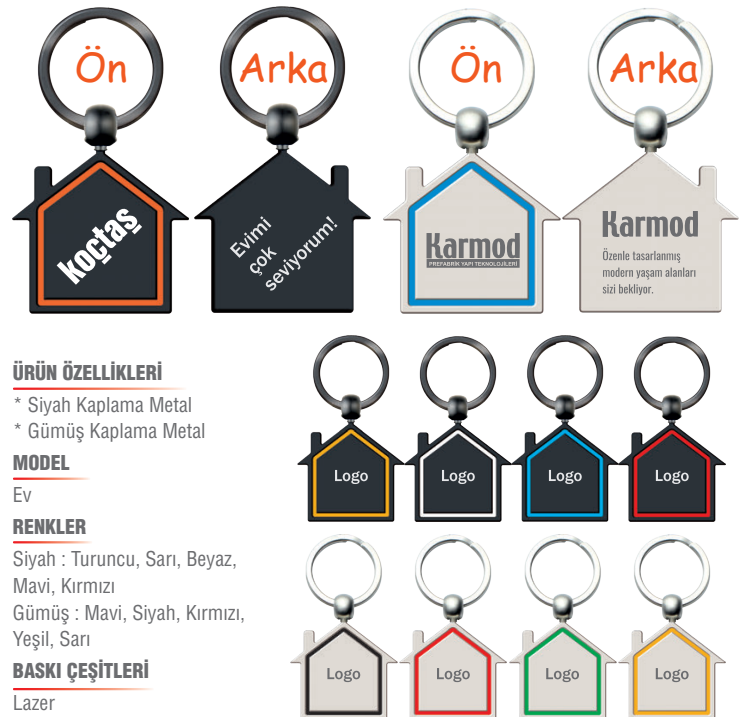 Ön
Arka
Ön
Arka
koçtaş
Evimi
çok
seviyorum!
Karmod
PREFABRİK YAPI TEKNOLOJİLERİ
Karmod
Özenle tasarlanmış
modern yaşam alanları
sizi bekliyor.
ÜRÜN ÖZELLİKLERİ
* Siyah Kaplama Metal
* Gümüş Kaplama Metal
MODEL
Ev
RENKLER
Siyah : Turuncu, Sarı, Beyaz,
Mavi, Kırmızı
Gümüş : Mavi, Siyah, Kırmızı,
Yeşil, Sarı
BASKI ÇEŞİTLERİ
Lazer
Logo
Logo
Logo
Logo
Logo
Logo
Logo
Logo